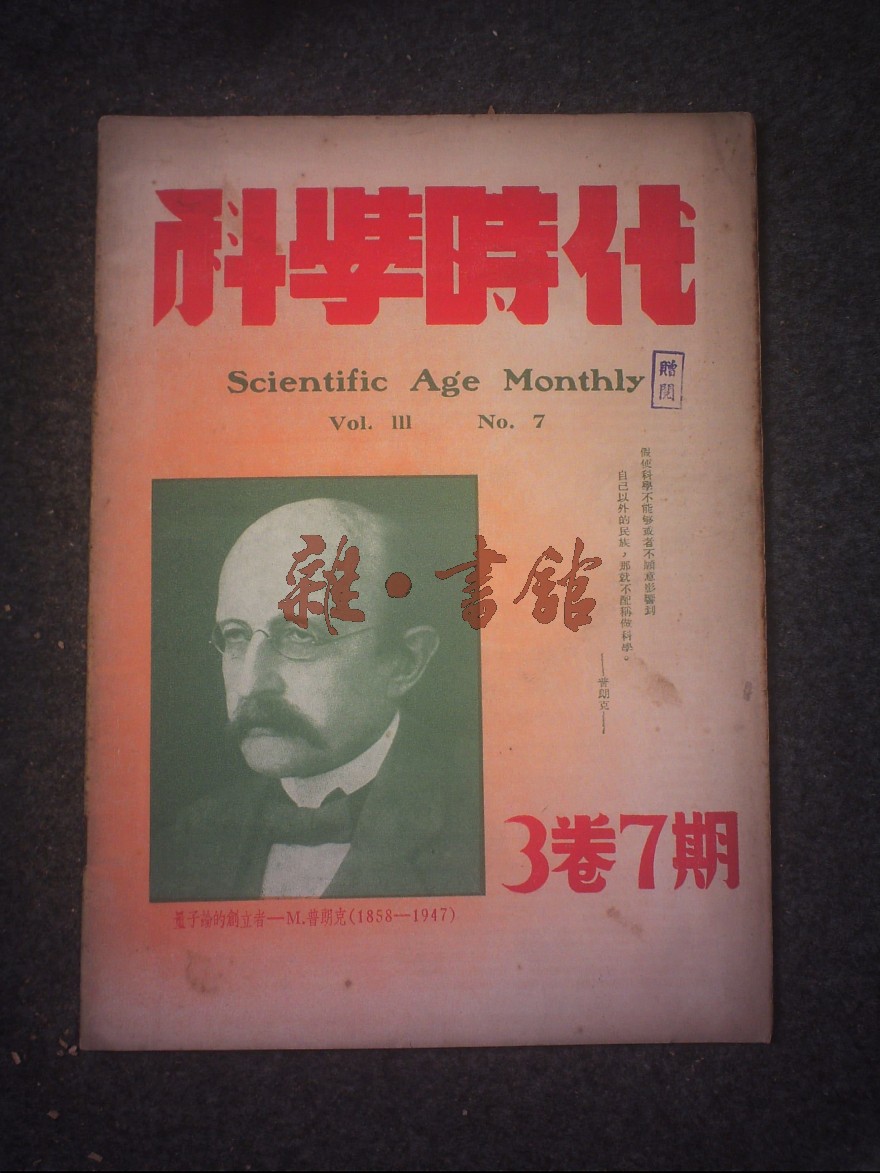 科學時代
Scientific Age Monthly
Vol. III No. 7
贈閱
假使科學不能够或者不願意影響到
自己以外的民族，那就不配稱做科學。
——普朗克——
雜·書舘
3卷7期
量子論的創立者—M.普朗克(1858—1947)